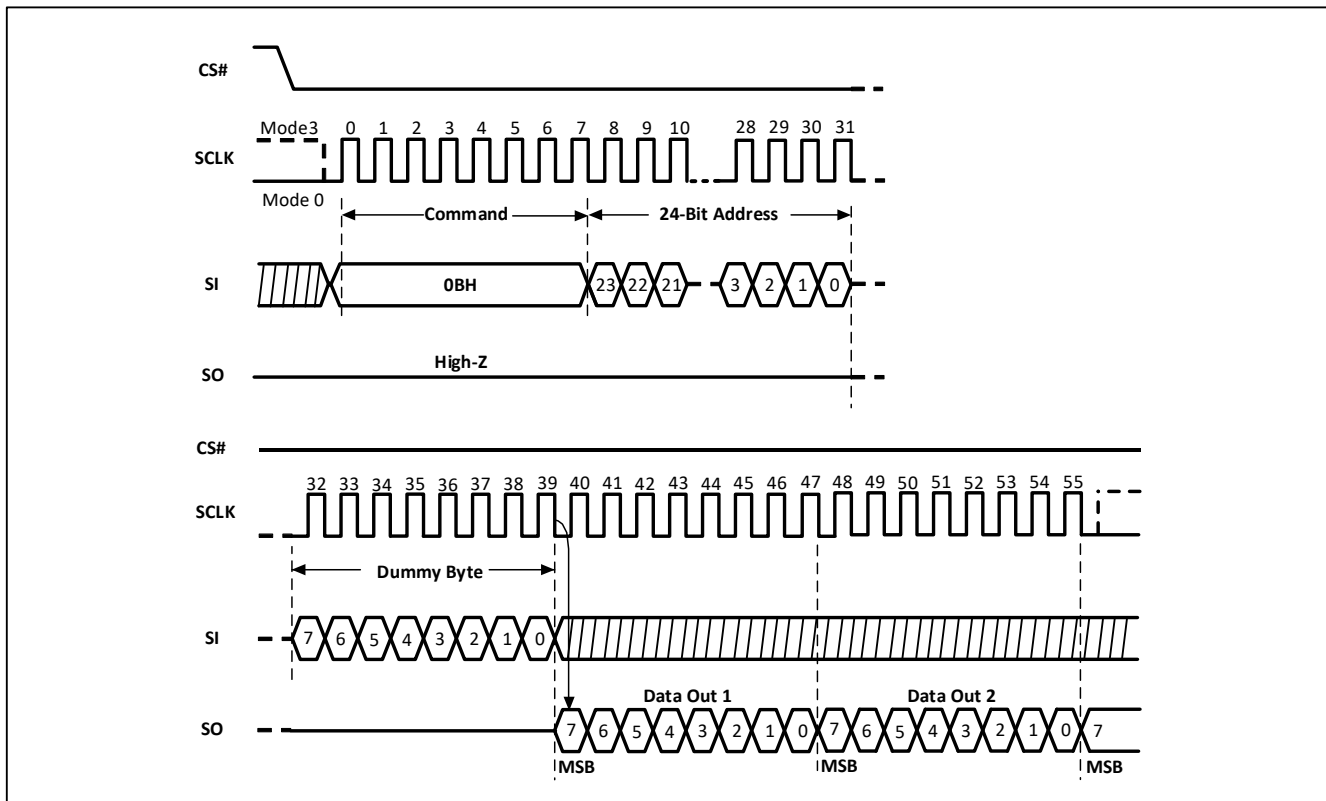 CS#
Mode3 0 1 2 3 4 5 6 7 8 9 10 28 29 30 31
SCLK
Mode 0
Command 24-Bit Address
SI 0BH 23 22 21 3 2 1 0
High-Z
SO
CS#
32 33 34 35 36 37 38 39 40 41 42 43 44 45 46 47 48 49 50 51 52 53 54 55
SCLK
Dummy Byte
SI 7 6 5 4 3 2 1 0
Data Out 1 Data Out 2
SO 7 6 5 4 3 2 1 0 7 6 5 4 3 2 1 0 7
MSB MSB MSB